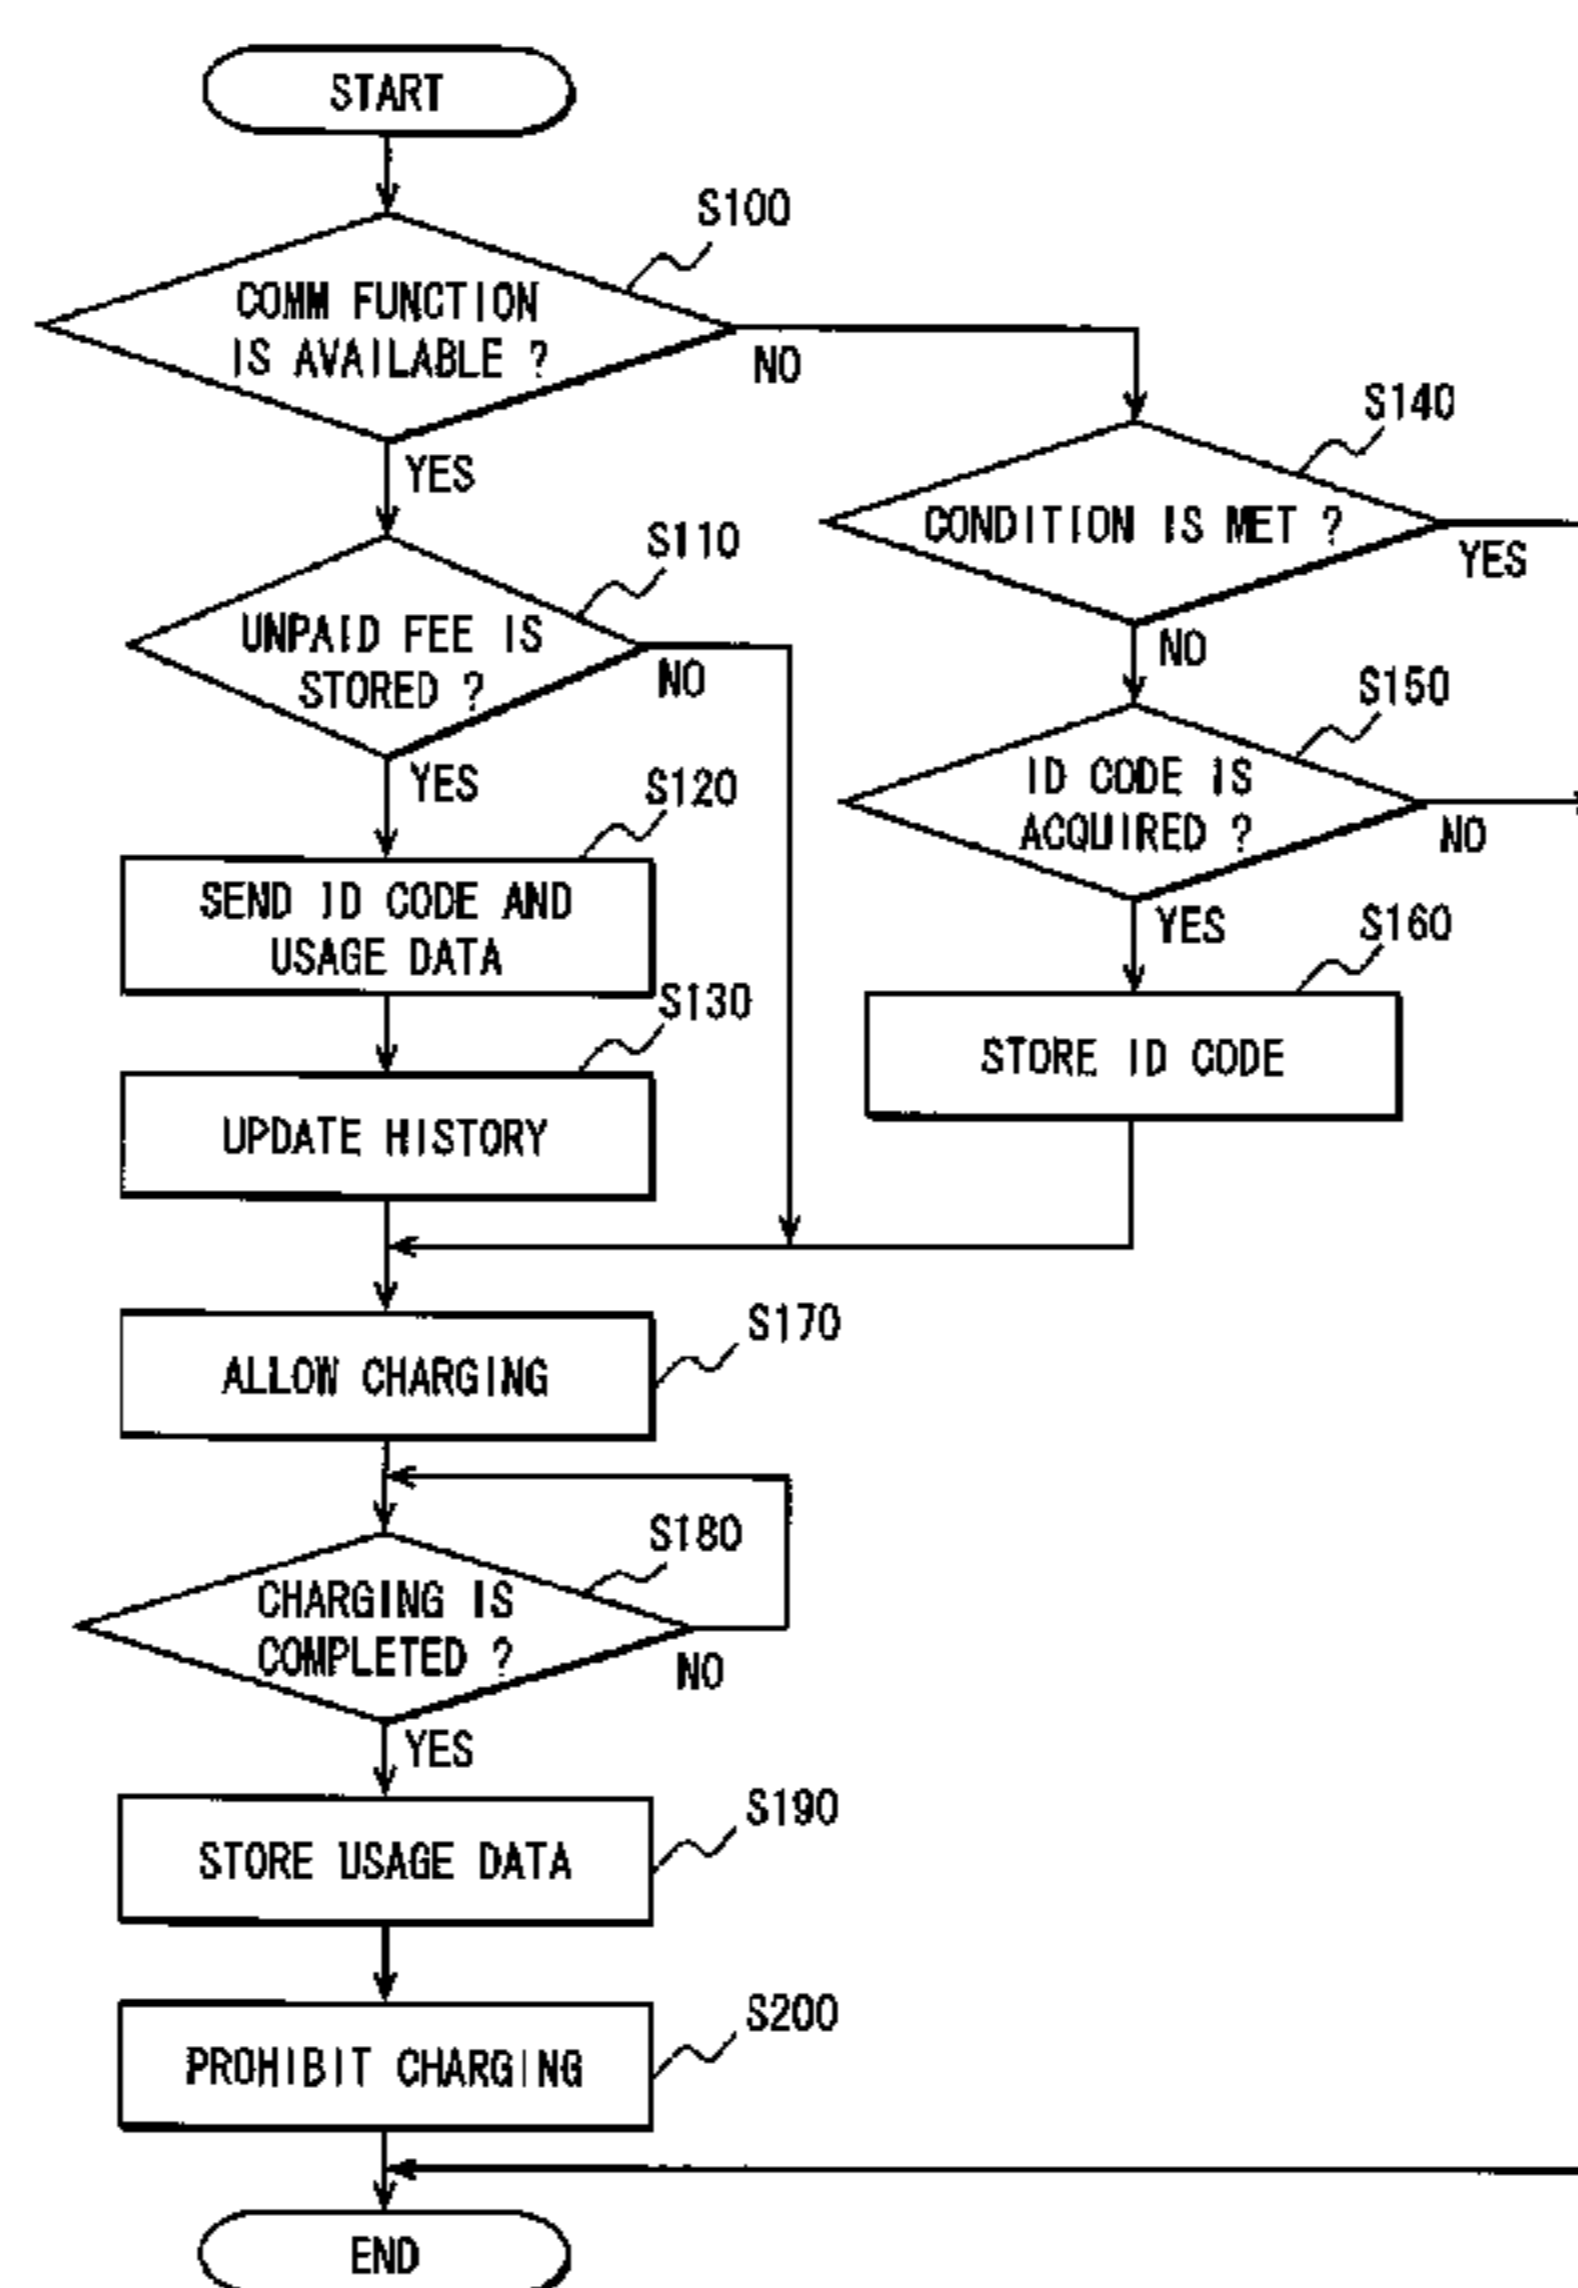 START
S100
COMM FUNCTION
IS AVAILABLE ?
NO
YES
S140
CONDITION IS MET ?
YES
NO
S110
UNPAID FEE IS
STORED ?
NO
YES
S150
ID CODE IS
ACQUIRED ?
NO
YES
S120
SEND ID CODE AND
USAGE DATA
S160
STORE ID CODE
S130
UPDATE HISTORY
S170
ALLOW CHARGING
S180
CHARGING IS
COMPLETED ?
NO
YES
S190
STORE USAGE DATA
S200
PROHIBIT CHARGING
END